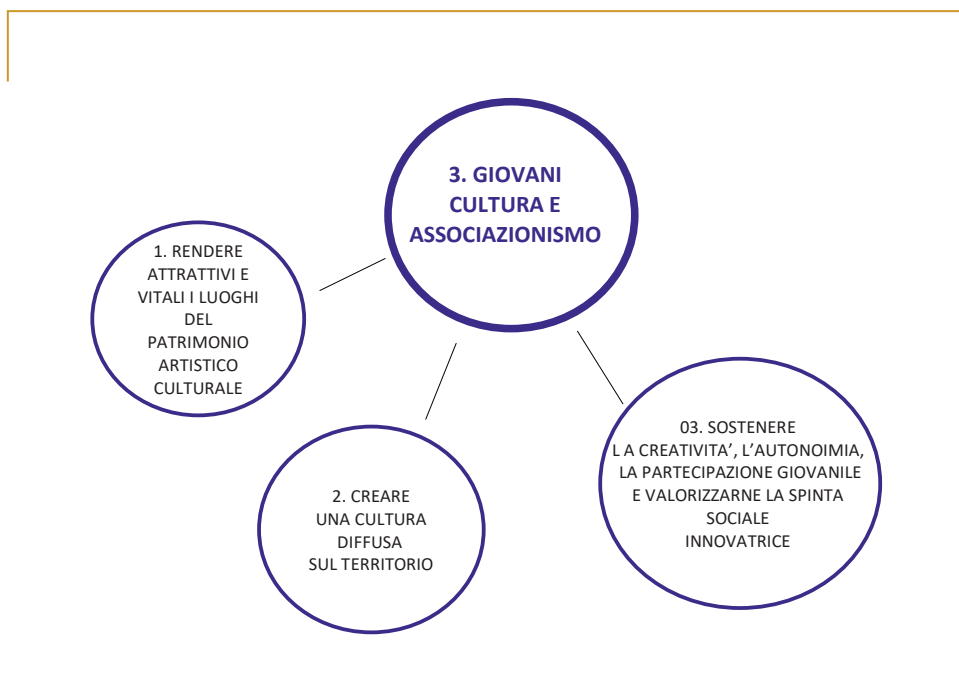 3. GIOVANI
CULTURA E
ASSOCIAZIONISMO
1. RENDERE
ATTRATTIVI E
VITALI I LUOGHI
DEL
PATRIMONIO
ARTISTICO
CULTURALE
2. CREARE
UNA CULTURA
DIFFUSA
SUL TERRITORIO
03. SOSTENERE
L A CREATIVITA’, L’AUTONOIMIA,
LA PARTECIPAZIONE GIOVANILE
E VALORIZZARNE LA SPINTA
SOCIALE
INNOVATRICE